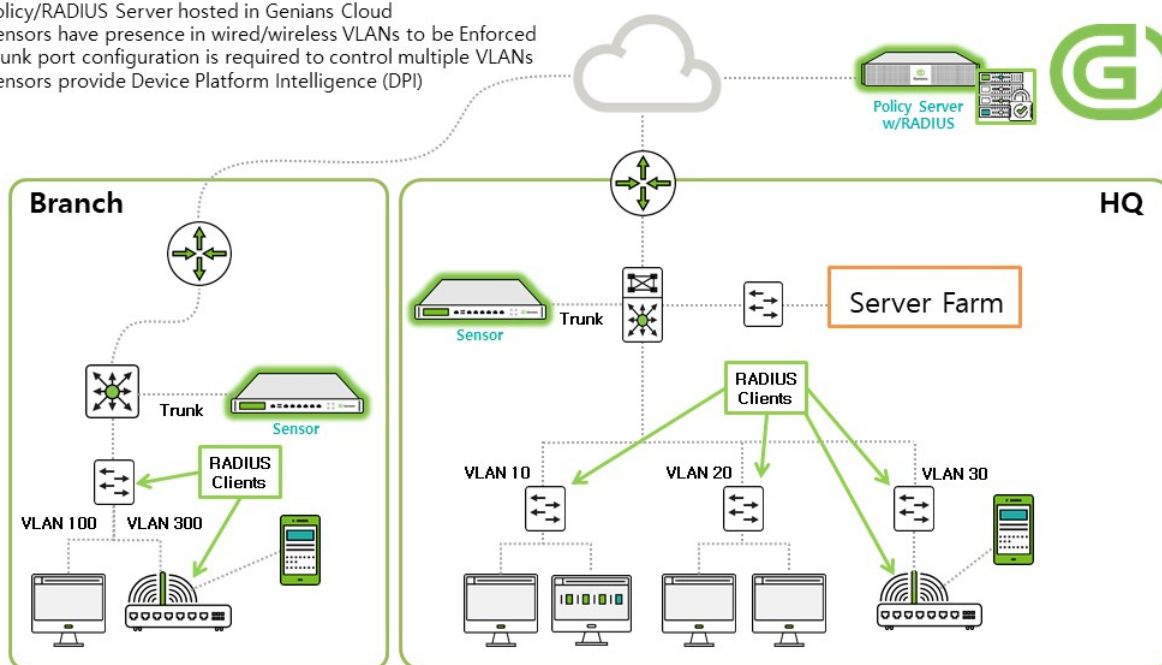 olicy/RADIUS Server hosted in Genians Cloud
ensors have presence in wired/wireless VLANs to be Enforced
unk port configuration is required to control multiple VLANs
ensors provide Device Platform Intelligence (DPI)
Policy Server
w/RADIUS
Branch
HQ
Sensor
Trunk
Server Farm
Trunk
Sensor
RADIUS
Clients
RADIUS
Clients
VLAN 10
VLAN 20
VLAN 30
VLAN 100
VLAN 300